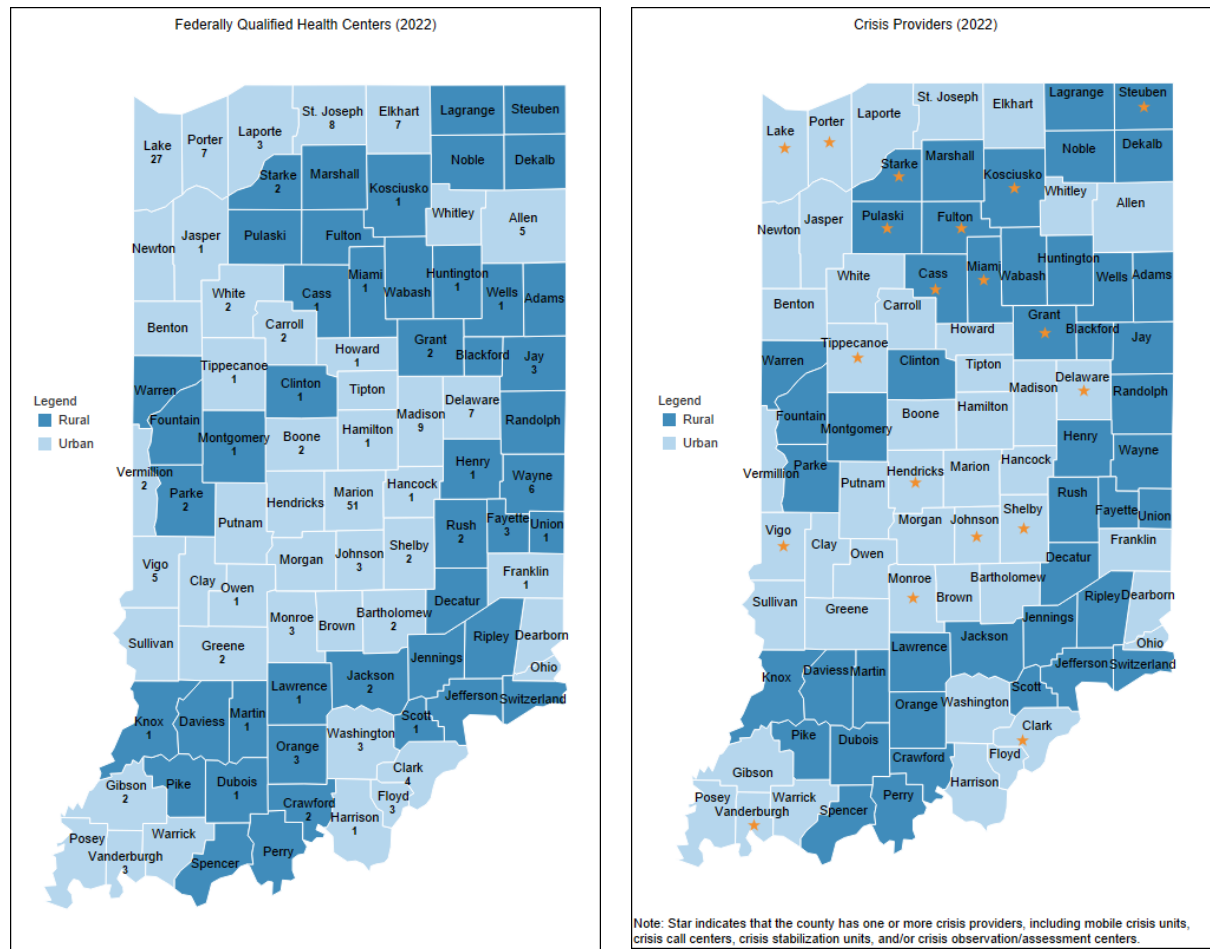 Federally Qualified Health Centers (2022)
St. Joseph
8
Elkhart
7
Lagrange
Steuben
Lake
27
Porter
7
Laporte
3
Starke
2
Marshall
Noble
Dekalb
Kosciusko
1
Whitley
Allen
5
Newton
Jasper
1
Pulaski
Fulton
White
2
Cass
1
Miami
1
Wabash
Huntington
1
Wells
1
Adams
Benton
Carroll
2
Howard
1
Grant
2
Blackford
Jay
3
Tippecanoe
1
Warren
Clinton
1
Tipton
Legend
Rural
Urban
Fountain
Montgomery
1
Boone
2
Hamilton
1
Madison
9
Delaware
7
Randolph
Vermillion
2
Parke
2
Hendricks
Marion
51
Hancock
1
Henry
1
Wayne
6
Putnam
Morgan
Johnson
3
Shelby
2
Rush
2
Fayette
3
Union
1
Vigo
5
Clay
Owen
1
Franklin
1
Monroe
3
Brown
Bartholomew
2
Decatur
Sullivan
Greene
2
Ripley
Dearborn
Jennings
Ohio
Lawrence
1
Jackson
2
Jefferson
Switzerland
Knox
1
Daviess
Martin
1
Scott
1
Orange
3
Washington
3
Clark
4
Floyd
3
Gibson
2
Pike
Dubois
1
Crawford
2
Harrison
1
Posey
Vanderburgh
3
Warrick
Spencer
Perry
Crisis Providers (2022)
St. Joseph
Elkhart
Lagrange
Steuben
Lake
Porter
Laporte
Starke
Marshall
Noble
Dekalb
Kosciusko
Whitley
Allen
Newton
Jasper
Pulaski
Fulton
White
Cass
Miami
Wabash
Huntington
Wells
Adams
Benton
Carroll
Howard
Grant
Blackford
Jay
Tippecanoe
Warren
Clinton
Tipton
Legend
Rural
Urban
Fountain
Montgomery
Boone
Hamilton
Madison
Delaware
Randolph
Vermillion
Parke
Hendricks
Marion
Hancock
Henry
Wayne
Putnam
Morgan
Johnson
Shelby
Rush
Fayette
Union
Vigo
Clay
Owen
Franklin
Monroe
Brown
Bartholomew
Decatur
Sullivan
Greene
Ripley
Dearborn
Jennings
Ohio
Lawrence
Jackson
Jefferson
Switzerland
Knox
Daviess
Martin
Scott
Orange
Washington
Clark
Floyd
Gibson
Pike
Dubois
Crawford
Harrison
Posey
Vanderburgh
Warrick
Spencer
Perry
Note: Star indicates that the county has one or more crisis providers, including mobile crisis units,
crisis call centers, crisis stabilization units, and/or crisis observation/assessment centers.